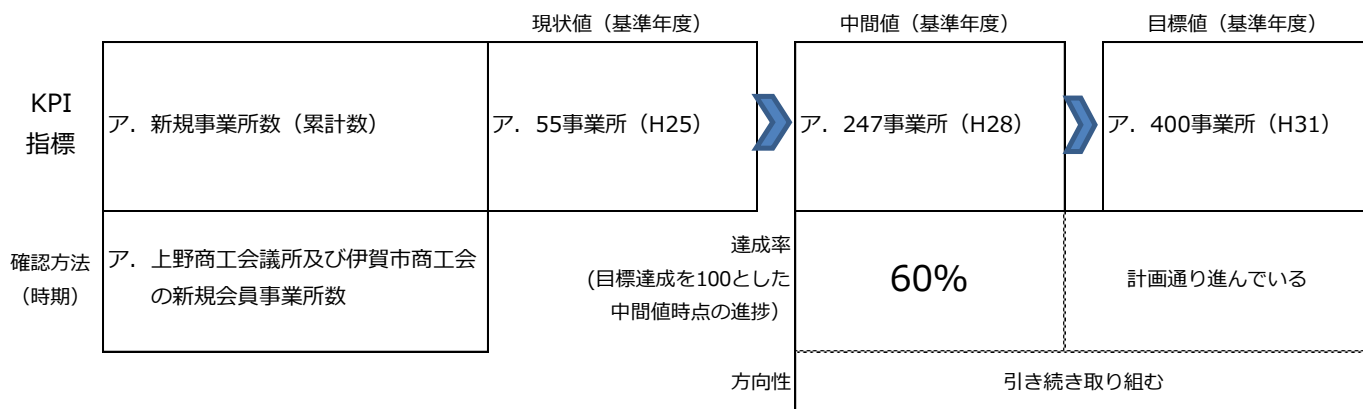 現状値（基準年度）
中間値（基準年度）
目標値（基準年度）
KPI
指標
ア．新規事業所数（累計数）
ア．55事業所（H25）
ア．247事業所（H28）
ア．400事業所（H31）
確認方法
（時期）
ア．上野商工会議所及び伊賀市商工会
の新規会員事業所数
達成率
(目標達成を100とした
中間値時点の進捗）
60%
計画通り進んでいる
方向性
引き続き取り組む